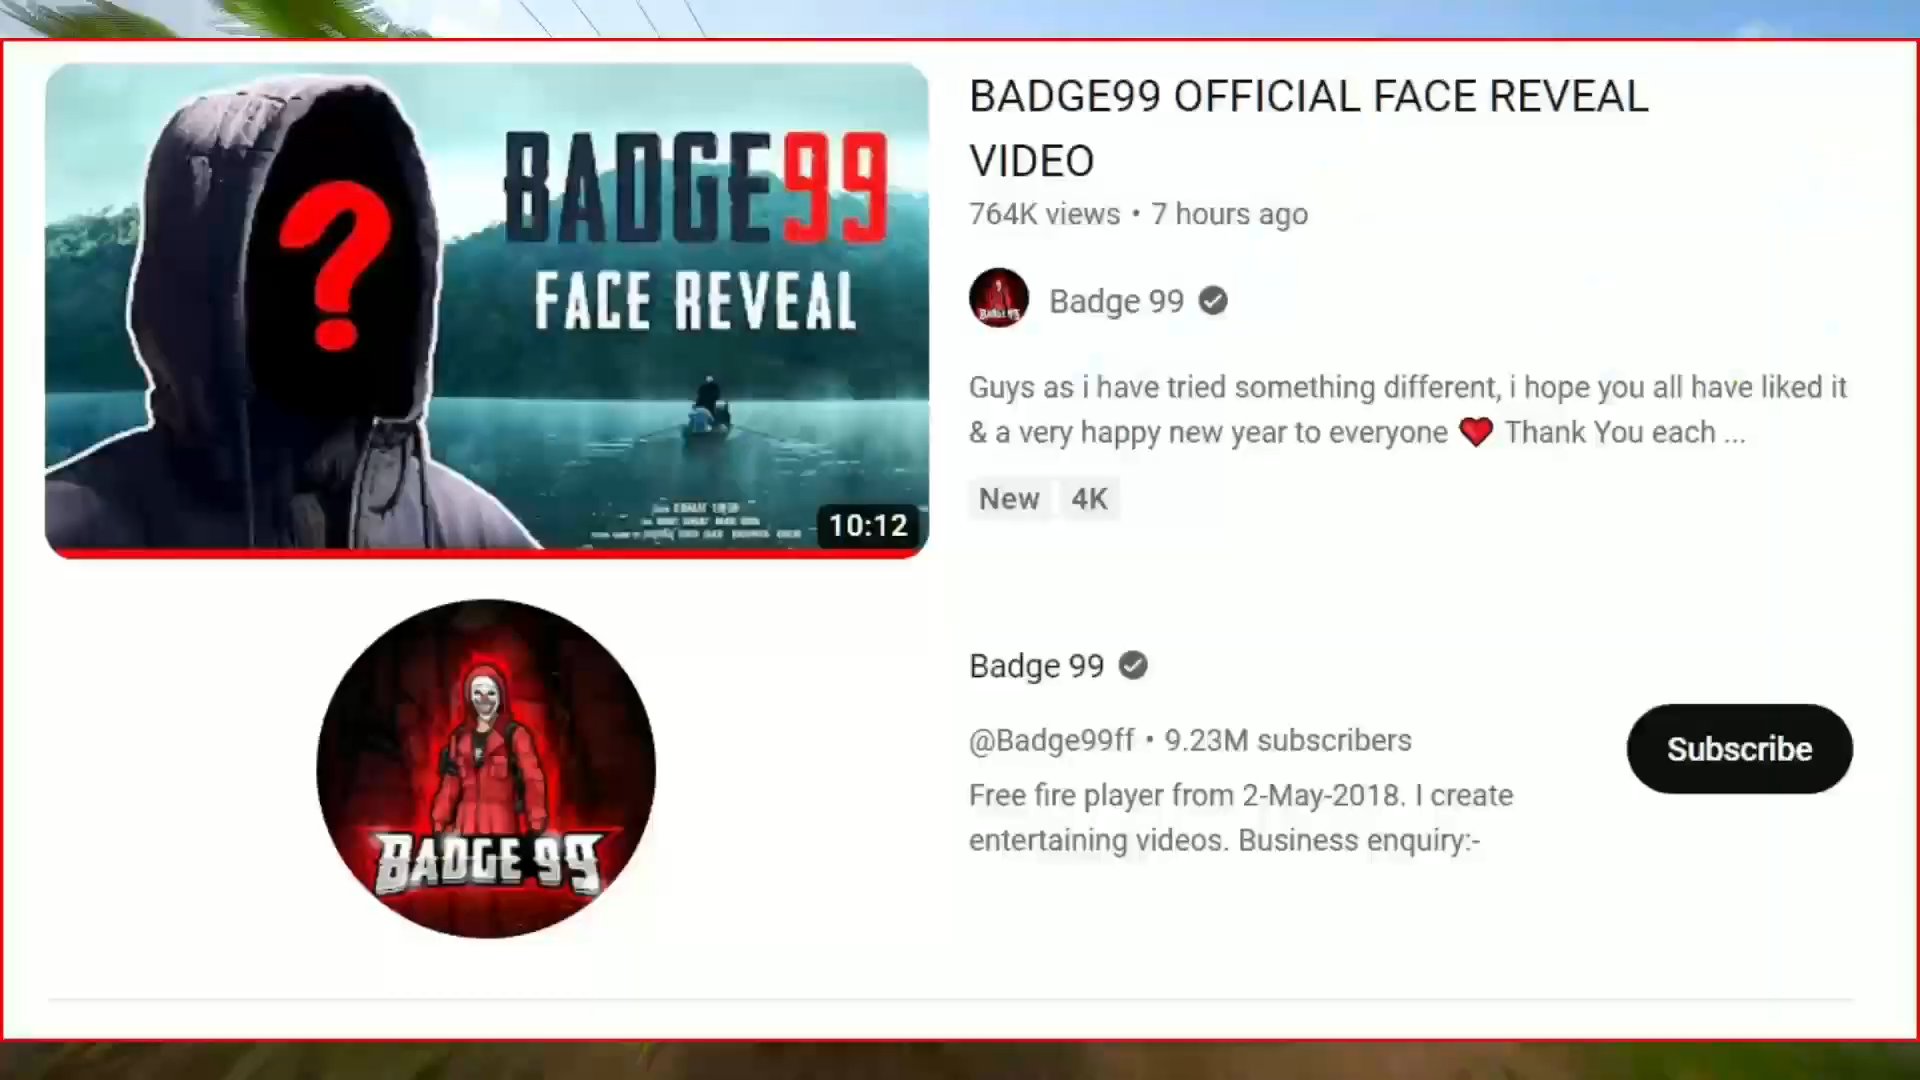 BADGE99
FACE REVEAL
10:12
BADGE99 OFFICIAL FACE REVEAL
VIDEO
764K views • 7 hours ago
Badge 99
Guys as i have tried something different, i hope you all have liked it
& a very happy new year to everyone ❤️ Thank You each ...
New 4K
BADGE 99
Badge 99
@Badge99ff • 9.23M subscribers
Free fire player from 2-May-2018. I create
entertaining videos. Business enquiry:-
Subscribe